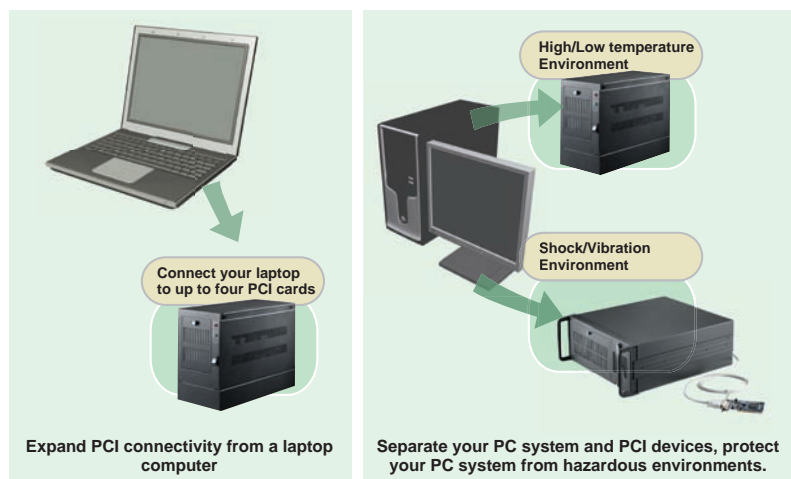 Connect your laptop
to up to four PCI cards
Expand PCI connectivity from a laptop
computer
High/Low temperature
Environment
Shock/Vibration
Environment
Separate your PC system and PCI devices, protect
your PC system from hazardous environments.